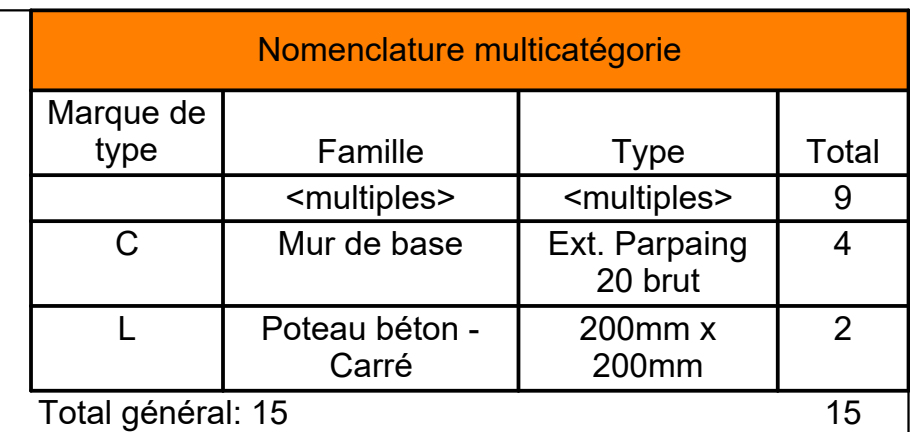 Nomenclature multicatégorie
Marque de
type Famille Type Total
<multiples> <multiples> 9
C Mur de base Ext. Parpaing 4
20 brut
L Poteau béton - 200mm x 2
Carré 200mm
Total général: 15 15